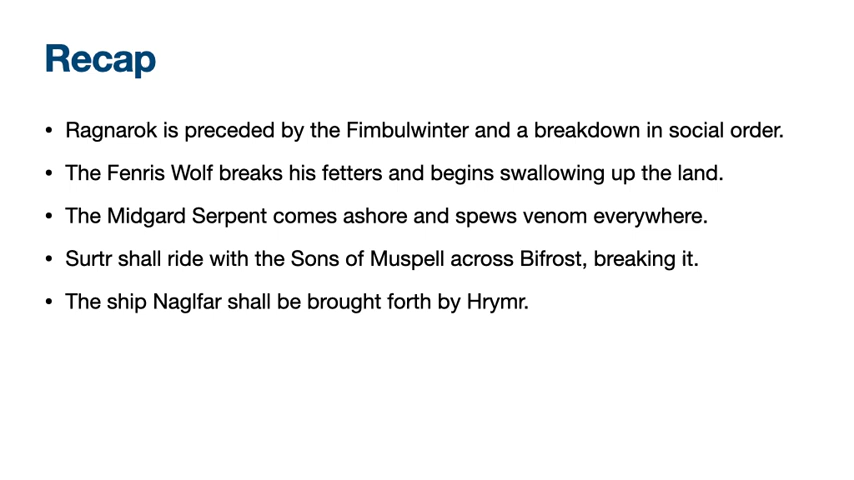 Recap
• Ragnarok is preceded by the Fimbulwinter and a breakdown in social order.
• The Fenris Wolf breaks his fetters and begins swallowing up the land.
• The Midgard Serpent comes ashore and spews venom everywhere.
• Surtr shall ride with the Sons of Muspell across Bifrost, breaking it.
• The ship Naglfar shall be brought forth by Hrymr.